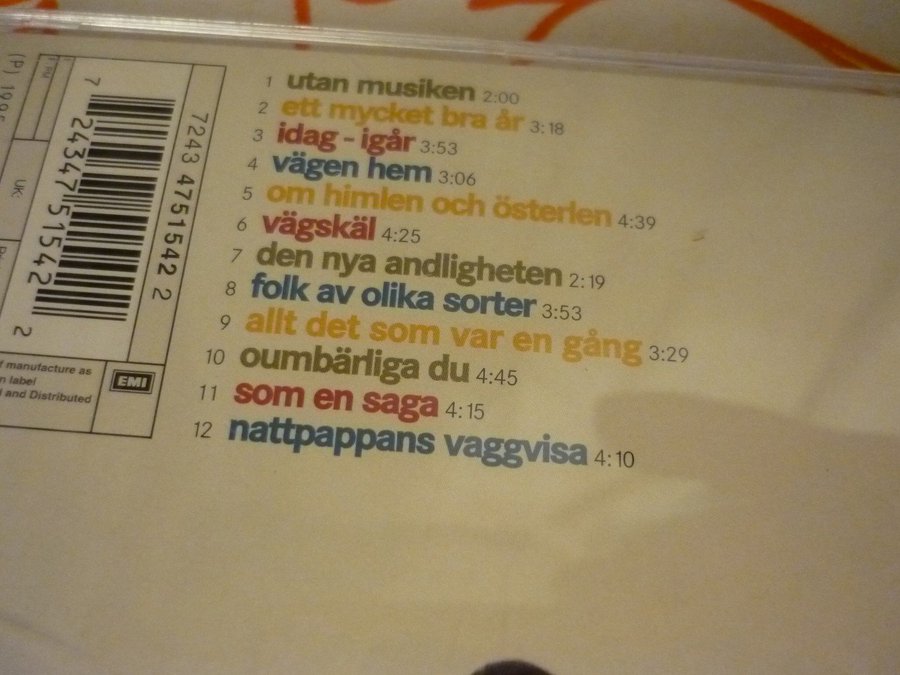 1 utan musiken 2:00
2 ett mycket bra år 3:18
3 idag - igår 3:53
4 vägen hem 3:06
5 om himlen och österlen 4:39
6 vägskäl 4:25
7 den nya andligheten 2:19
8 folk av olika sorter 3:53
9 allt det som var en gång 3:29
10 oumbärliga du 4:45
11 som en saga 4:15
12 nattpappans vaggvisa 4:10
7243 4751542 2
7 24347 51542 2
UK:
manufacture as
label
and Distributed
EMI